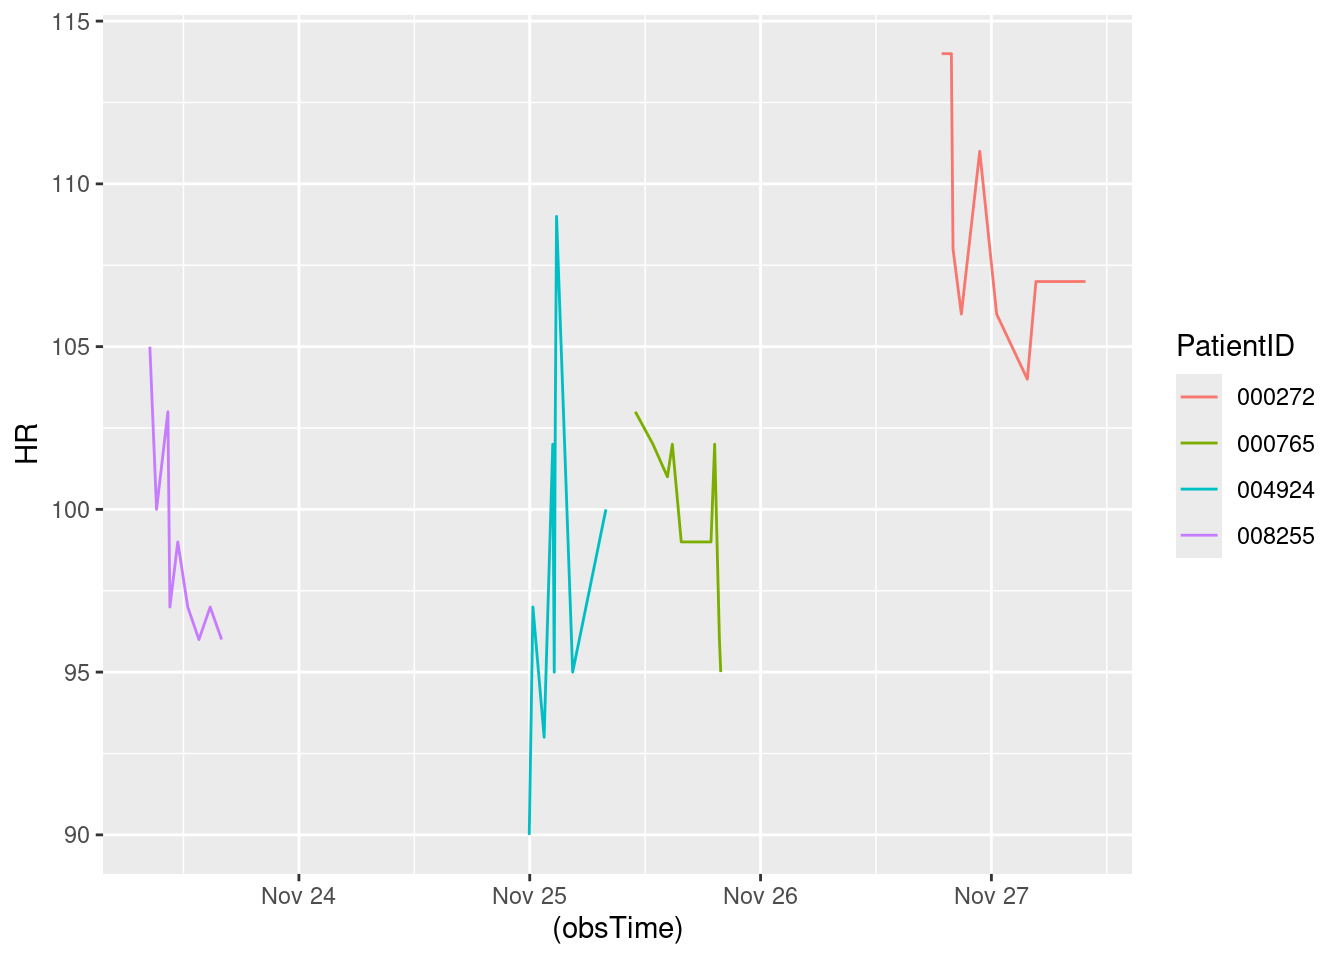 115
110
105
100
95
90
HR
Nov 24
Nov 25
Nov 26
Nov 27
(obsTime)
PatientID
000272
000765
004924
008255